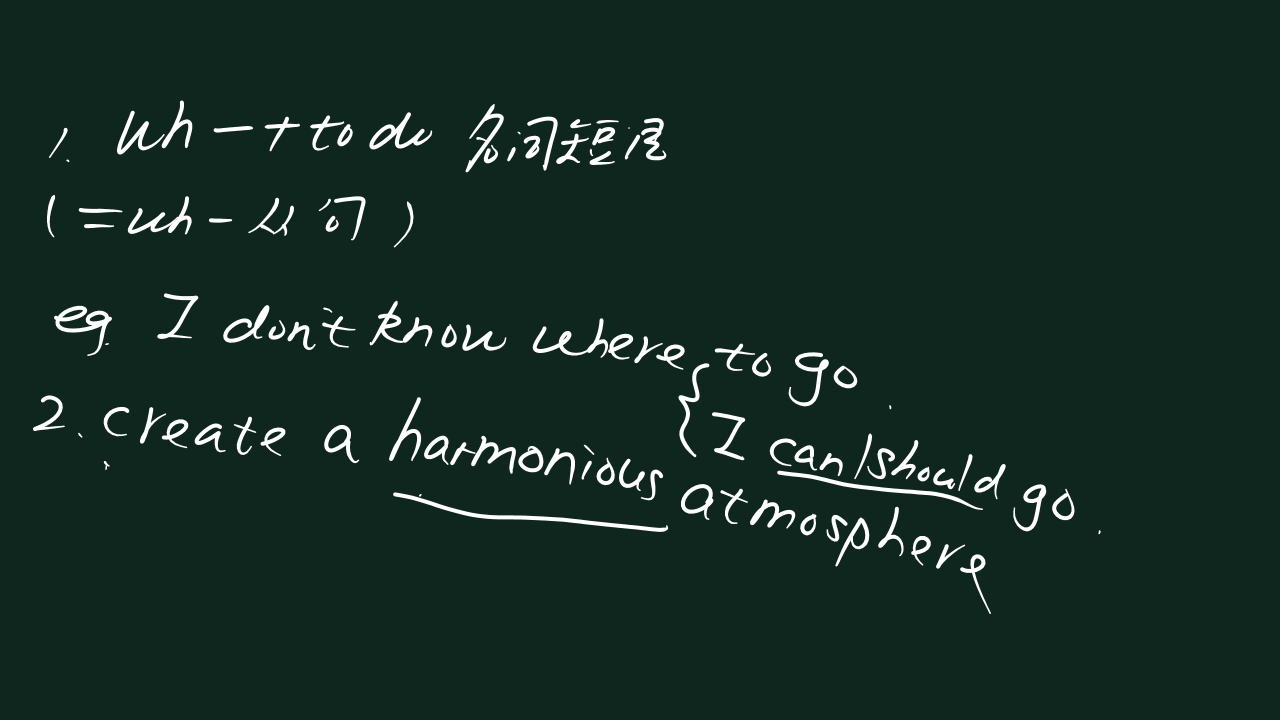 1. wh-+to do 名词短语
(=wh-从句)
eg. I don't know where to go.
I can/should go.
2. create a harmonious atmosphere